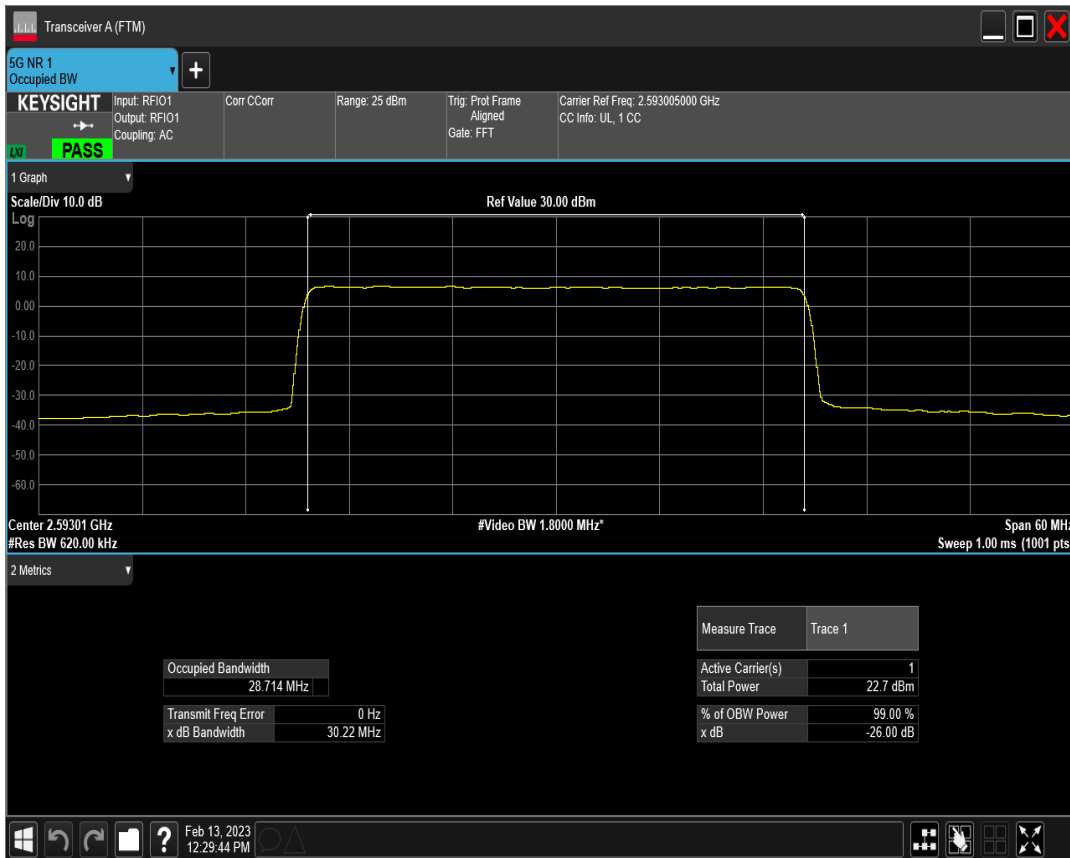 Transceiver A (FTM)
5G NR 1
Occupied BW
+
KEYSIGHT
LXI
PASS
Input: RFIO1
Output: RFIO1
Coupling: AC
Corr CCorr
Range: 25 dBm
Trig: Prot Frame
Aligned
Gate: FFT
Carrier Ref Freq: 2.593005000 GHz
CC Info: UL, 1 CC
1 Graph
Scale/Div 10.0 dB
Ref Value 30.00 dBm
Log
20.0
10.0
0.00
-10.0
-20.0
-30.0
-40.0
-50.0
-60.0
Center 2.59301 GHz
#Video BW 1.8000 MHz*
Span 60 MHz
#Res BW 620.00 kHz
Sweep 1.00 ms (1001 pts
2 Metrics
Measure Trace Trace 1
Occupied Bandwidth
28.714 MHz
Active Carrier(s) 1
Total Power 22.7 dBm
Transmit Freq Error 0 Hz
x dB Bandwidth 30.22 MHz
% of OBW Power 99.00 %
x dB -26.00 dB
?
Feb 13, 2023
12:29:44 PM